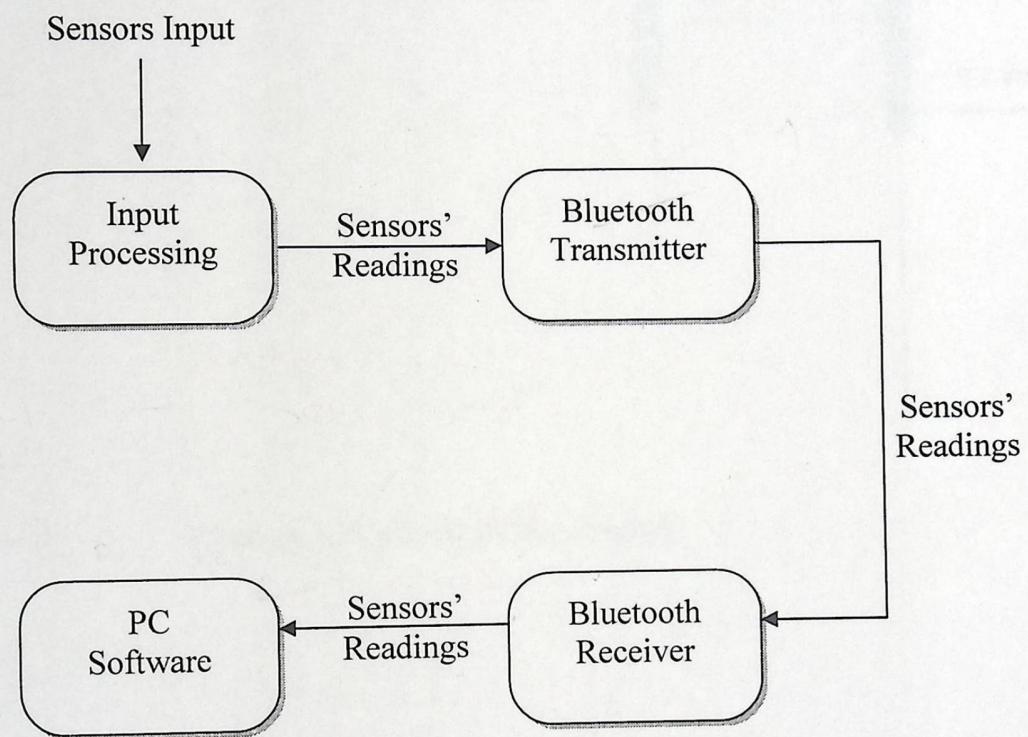 Sensors Input
Input
Processing
Sensors'
Readings
Bluetooth
Transmitter
Sensors'
Readings
Bluetooth
Receiver
Sensors'
Readings
PC
Software